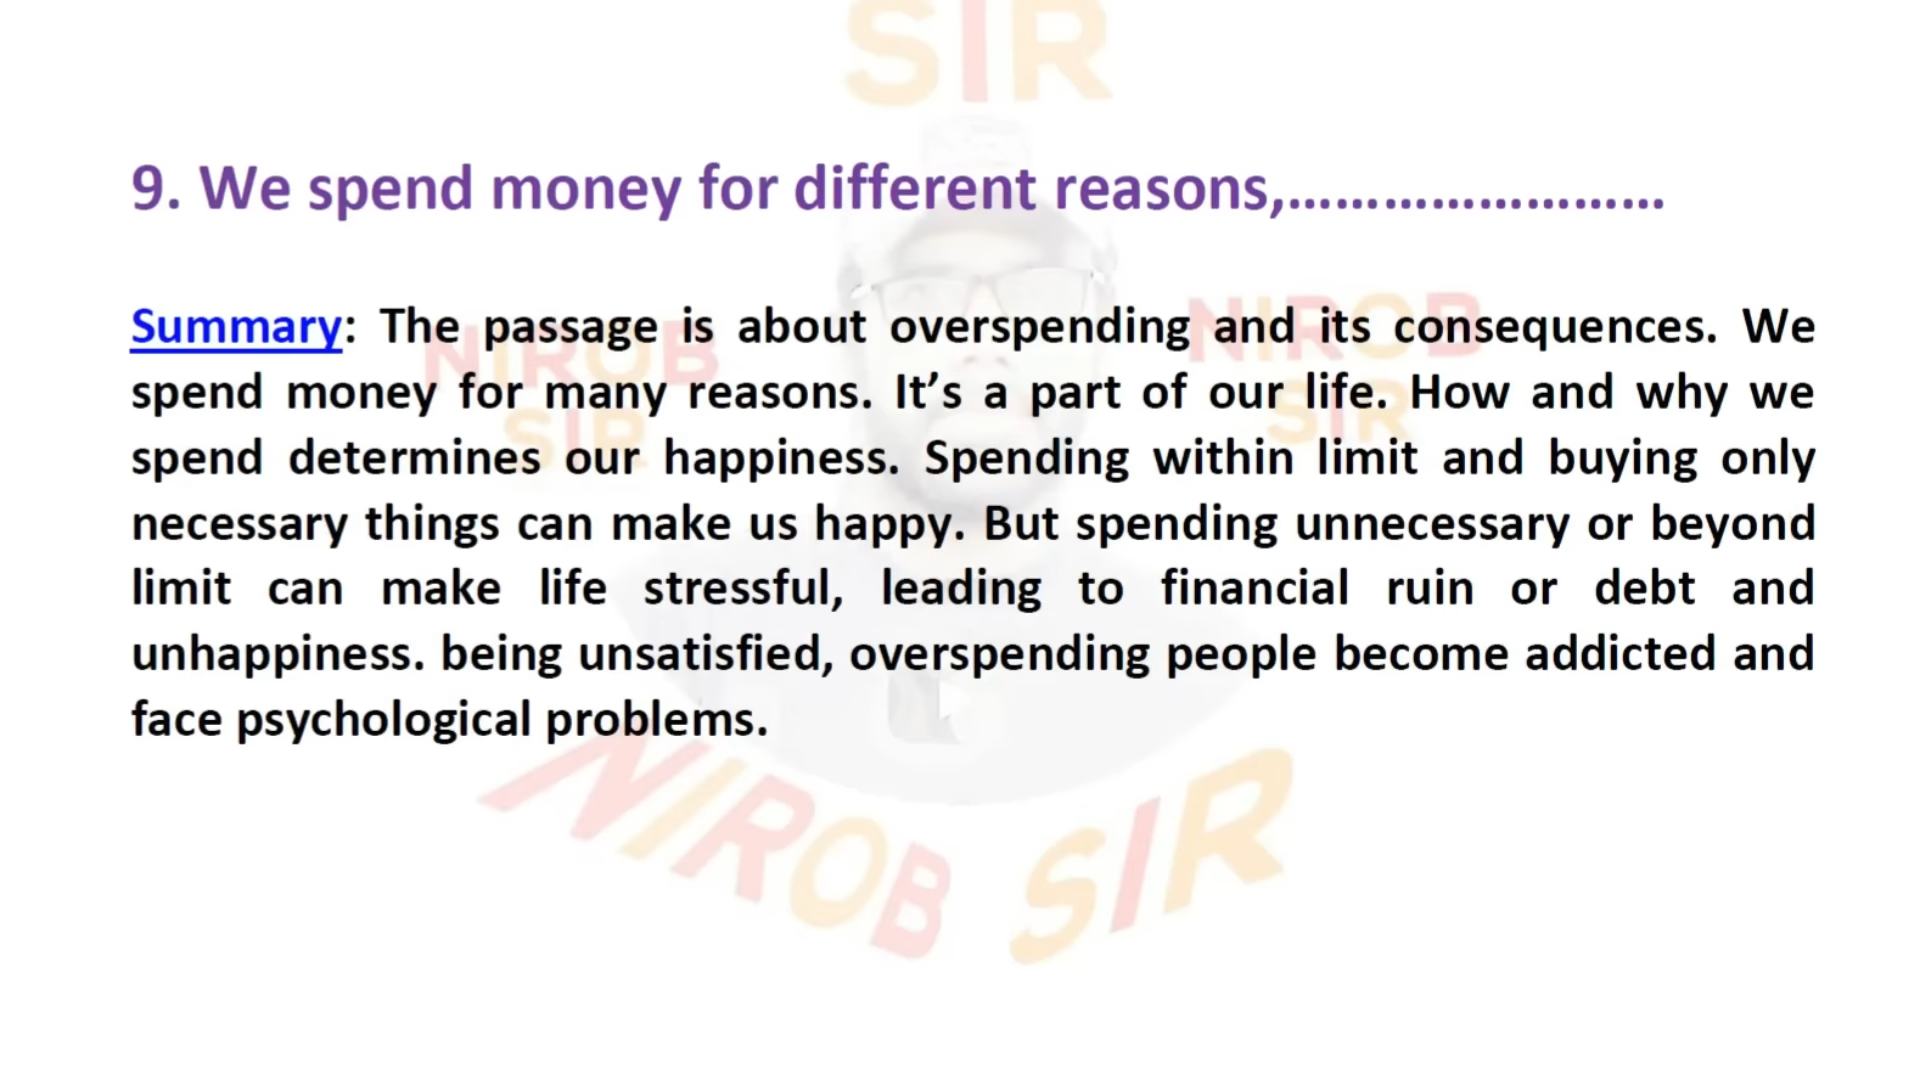 SIR
9. We spend money for different reasons,……………………
Summary: The passage is about overspending and its consequences. We
spend money for many reasons. It’s a part of our life. How and why we
spend determines our happiness. Spending within limit and buying only
necessary things can make us happy. But spending unnecessary or beyond
limit can make life stressful, leading to financial ruin or debt and
unhappiness. being unsatisfied, overspending people become addicted and
face psychological problems.
NIROB
SIR
NIROB
SIR
NIROB SIR